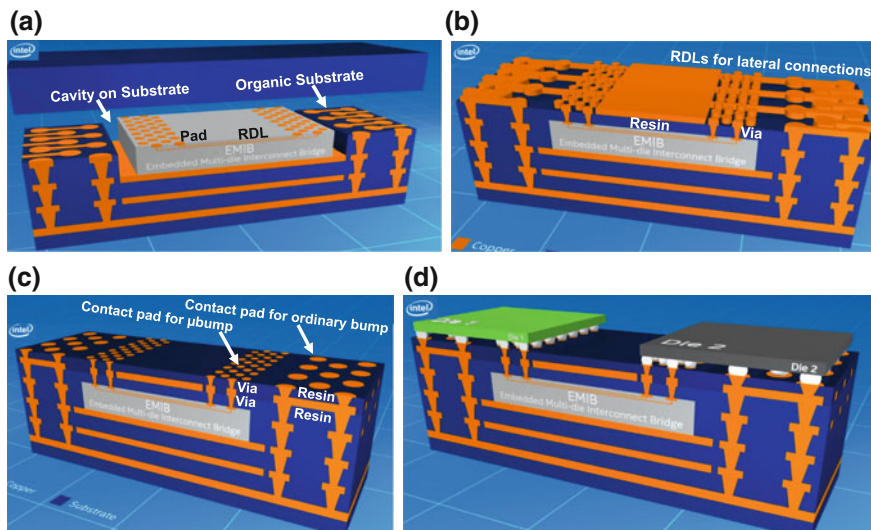 (a)
intel
Cavity on Substrate
Organic Substrate
Pad
RDL
EMIB
Embedded Multi-die Interconnect Bridge
(b)
intel
RDLs for lateral connections
Resin
Via
EMIB
Embedded Multi-die Interconnect Bridge
Copper
(c)
intel
Contact pad for μbump
Contact pad for ordinary bump
Via
Via
Resin
Resin
EMIB
Embedded Multi-die Interconnect Bridge
Copper
Substrate
(d)
intel
Die 1
Die 2
Die 2
EMIB
Embedded Multi-die Interconnect Bridge